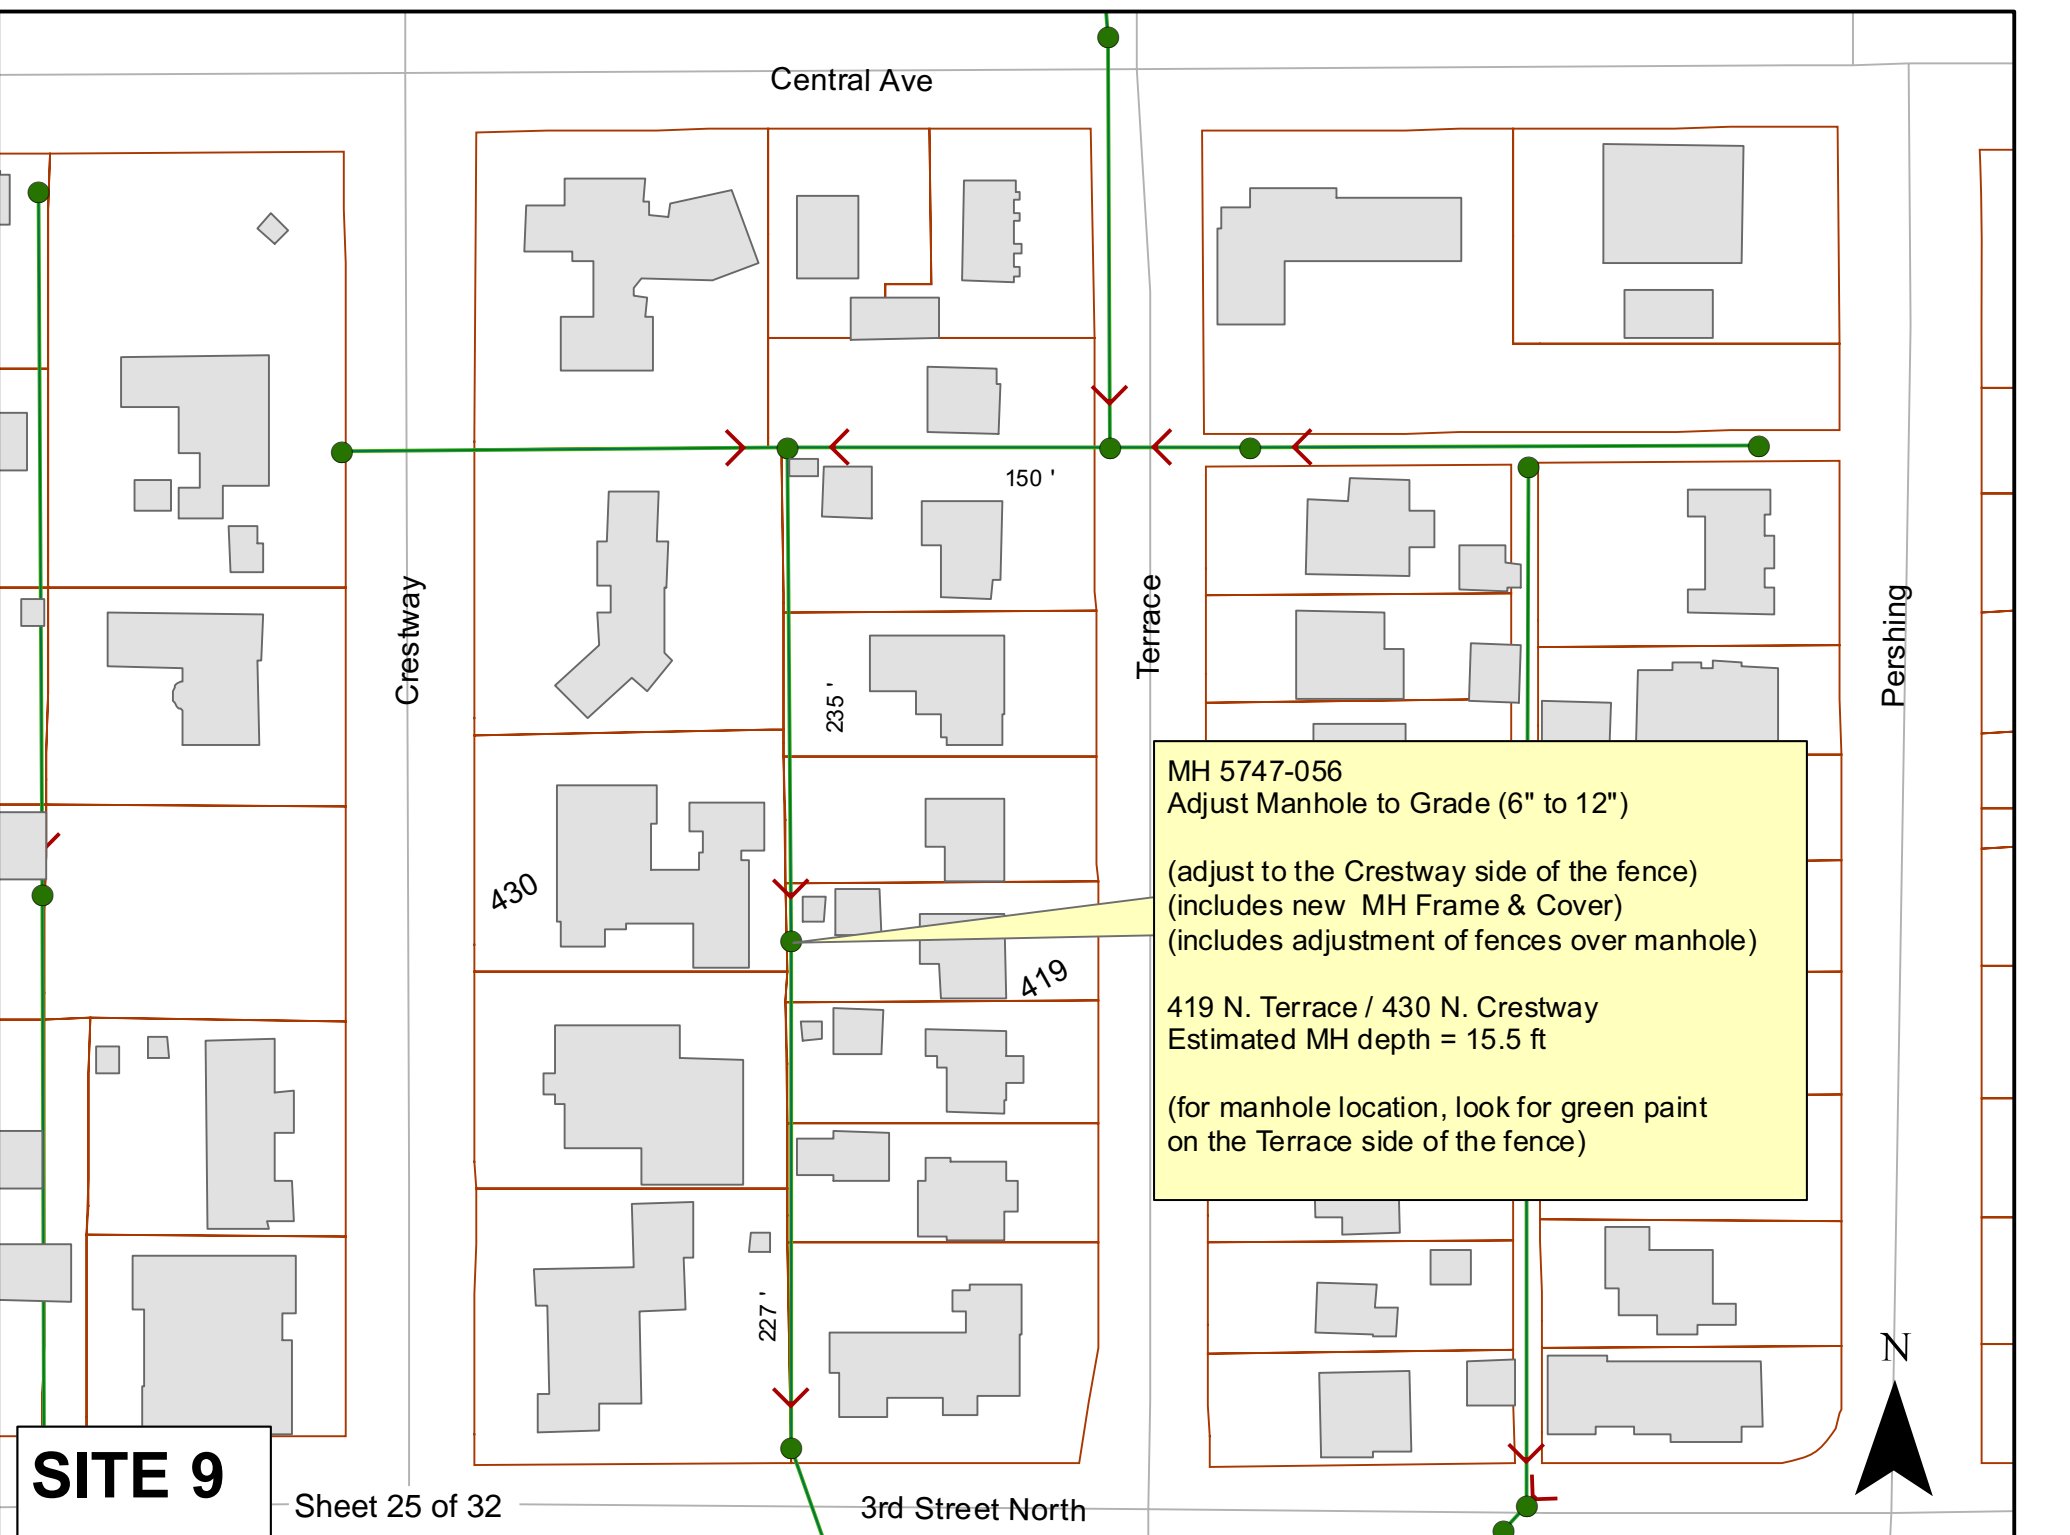 Central Ave
150 '
Crestway
Terrace
Pershing
235 '
MH 5747-056
Adjust Manhole to Grade (6" to 12")
(adjust to the Crestway side of the fence)
(includes new  MH Frame & Cover)
(includes adjustment of fences over manhole)
419 N. Terrace / 430 N. Crestway
Estimated MH depth = 15.5 ft
(for manhole location, look for green paint
on the Terrace side of the fence)
430
419
227 '
N
SITE 9
Sheet 25 of 32
3rd Street North